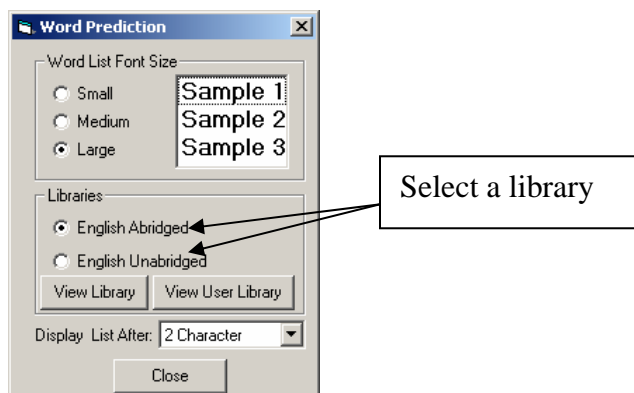 Word Prediction
Word List Font Size
Small
Medium
Large
Sample 1
Sample 2
Sample 3
Select a library
Libraries
English Abridged
English Unabridged
View Library View User Library
Display List After: 2 Character
Close